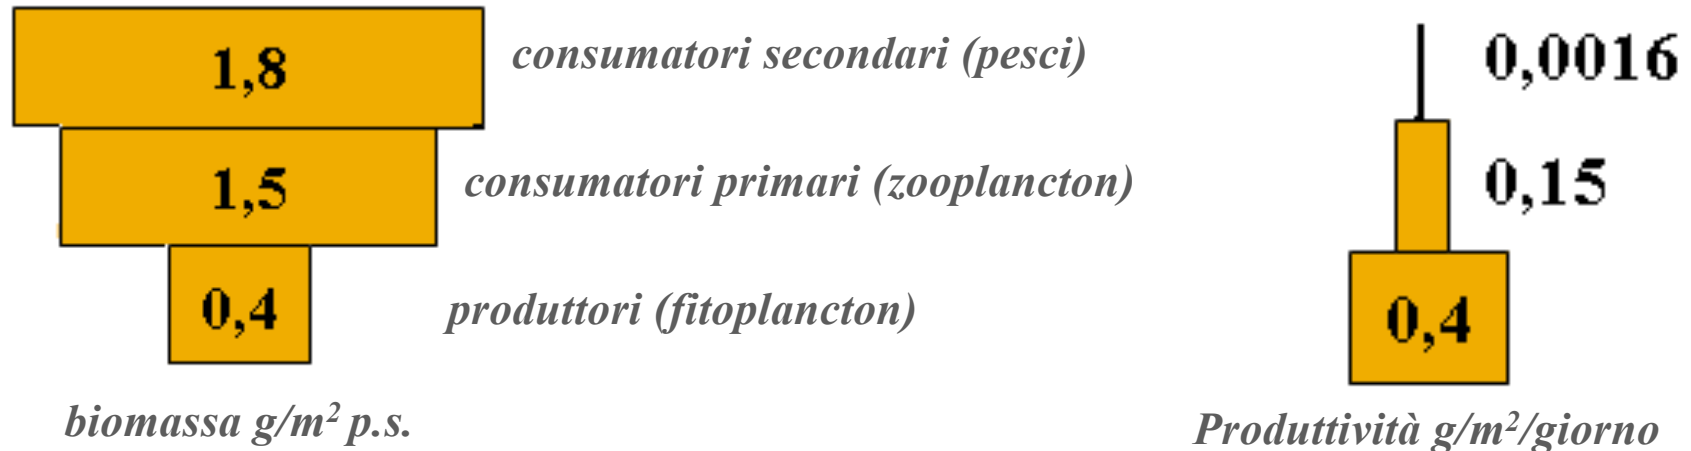 1,8
consumatori secondari (pesci)
1,5
consumatori primari (zooplancton)
0,4
produttori (fitoplancton)
biomassa g/m² p.s.
0,0016
0,15
0,4
Produttività g/m²/giorno